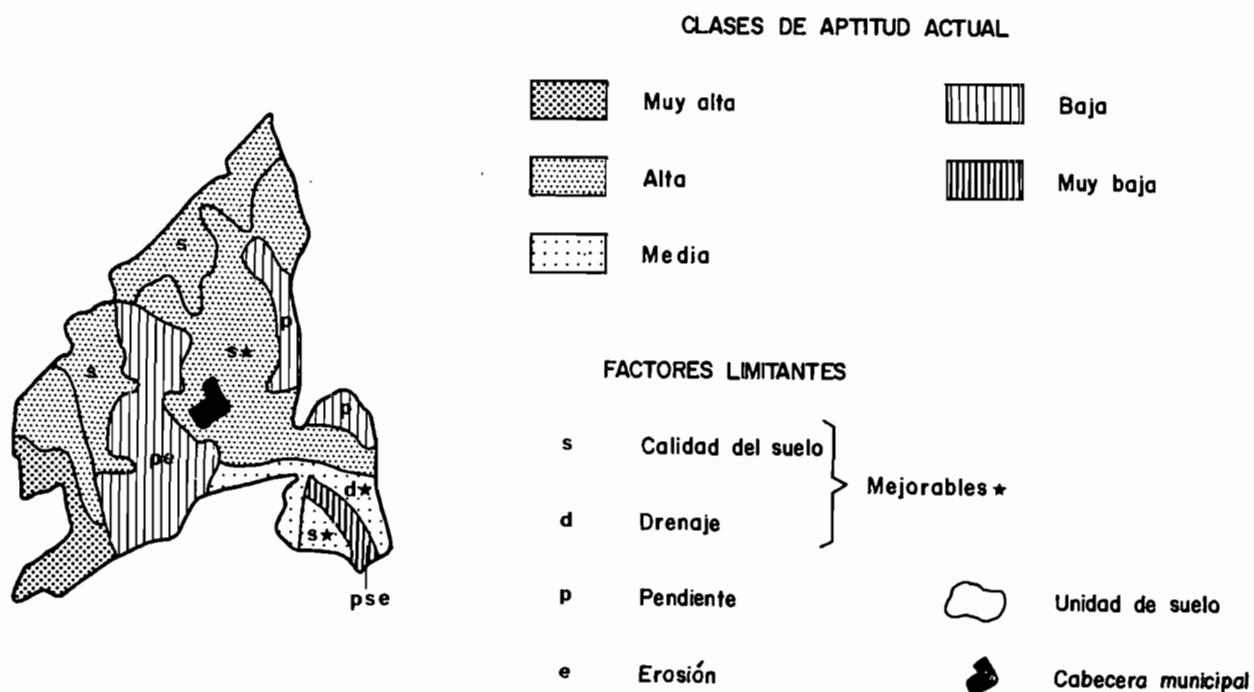 CLASES DE APTITUD ACTUAL
Muy alta
Baja
Alta
Muy baja
Media
s
p
s★
s
p
pe
d★
s★
pse
FACTORES LIMITANTES
s Calidad del suelo
Mejorables ★
d Drenaje
p Pendiente
Unidad de suelo
e Erosión
Cabecera municipal